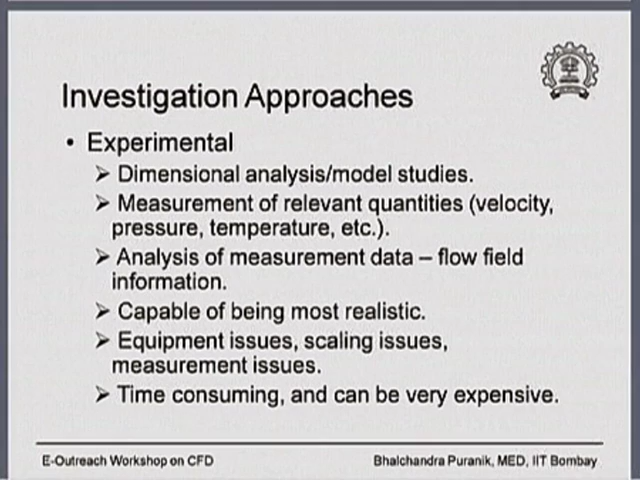 Investigation Approaches
• Experimental
➢ Dimensional analysis/model studies.
➢ Measurement of relevant quantities (velocity,
pressure, temperature, etc.).
➢ Analysis of measurement data – flow field
information.
➢ Capable of being most realistic.
➢ Equipment issues, scaling issues,
measurement issues.
➢ Time consuming, and can be very expensive.
E-Outreach Workshop on CFD
Bhalchandra Puranik, MED, IIT Bombay